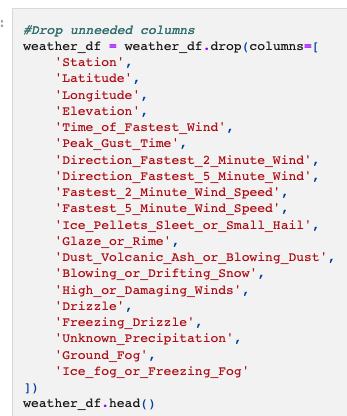 #Drop unneeded columns
weather_df = weather_df.drop(columns=[
    'Station',
    'Latitude',
    'Longitude',
    'Elevation',
    'Time_of_Fastest_Wind',
    'Peak_Gust_Time',
    'Direction_Fastest_2_Minute_Wind',
    'Direction_Fastest_5_Minute_Wind',
    'Fastest_2_Minute_Wind_Speed',
    'Fastest_5_Minute_Wind_Speed',
    'Ice_Pellets_Sleet_or_Small_Hail',
    'Glaze_or_Rime',
    'Dust_Volcanic_Ash_or_Blowing_Dust',
    'Blowing_or_Drifting_Snow',
    'High_or_Damaging_Winds',
    'Drizzle',
    'Freezing_Drizzle',
    'Unknown_Precipitation',
    'Ground_Fog',
    'Ice_fog_or_Freezing_Fog'
])
weather_df.head()